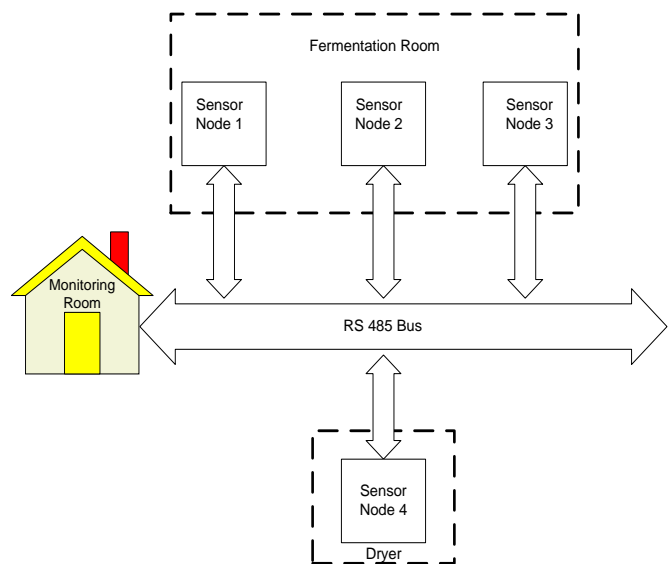 Fermentation Room
Sensor
Node 1
Sensor
Node 2
Sensor
Node 3
Monitoring
Room
RS 485 Bus
Sensor
Node 4
Dryer